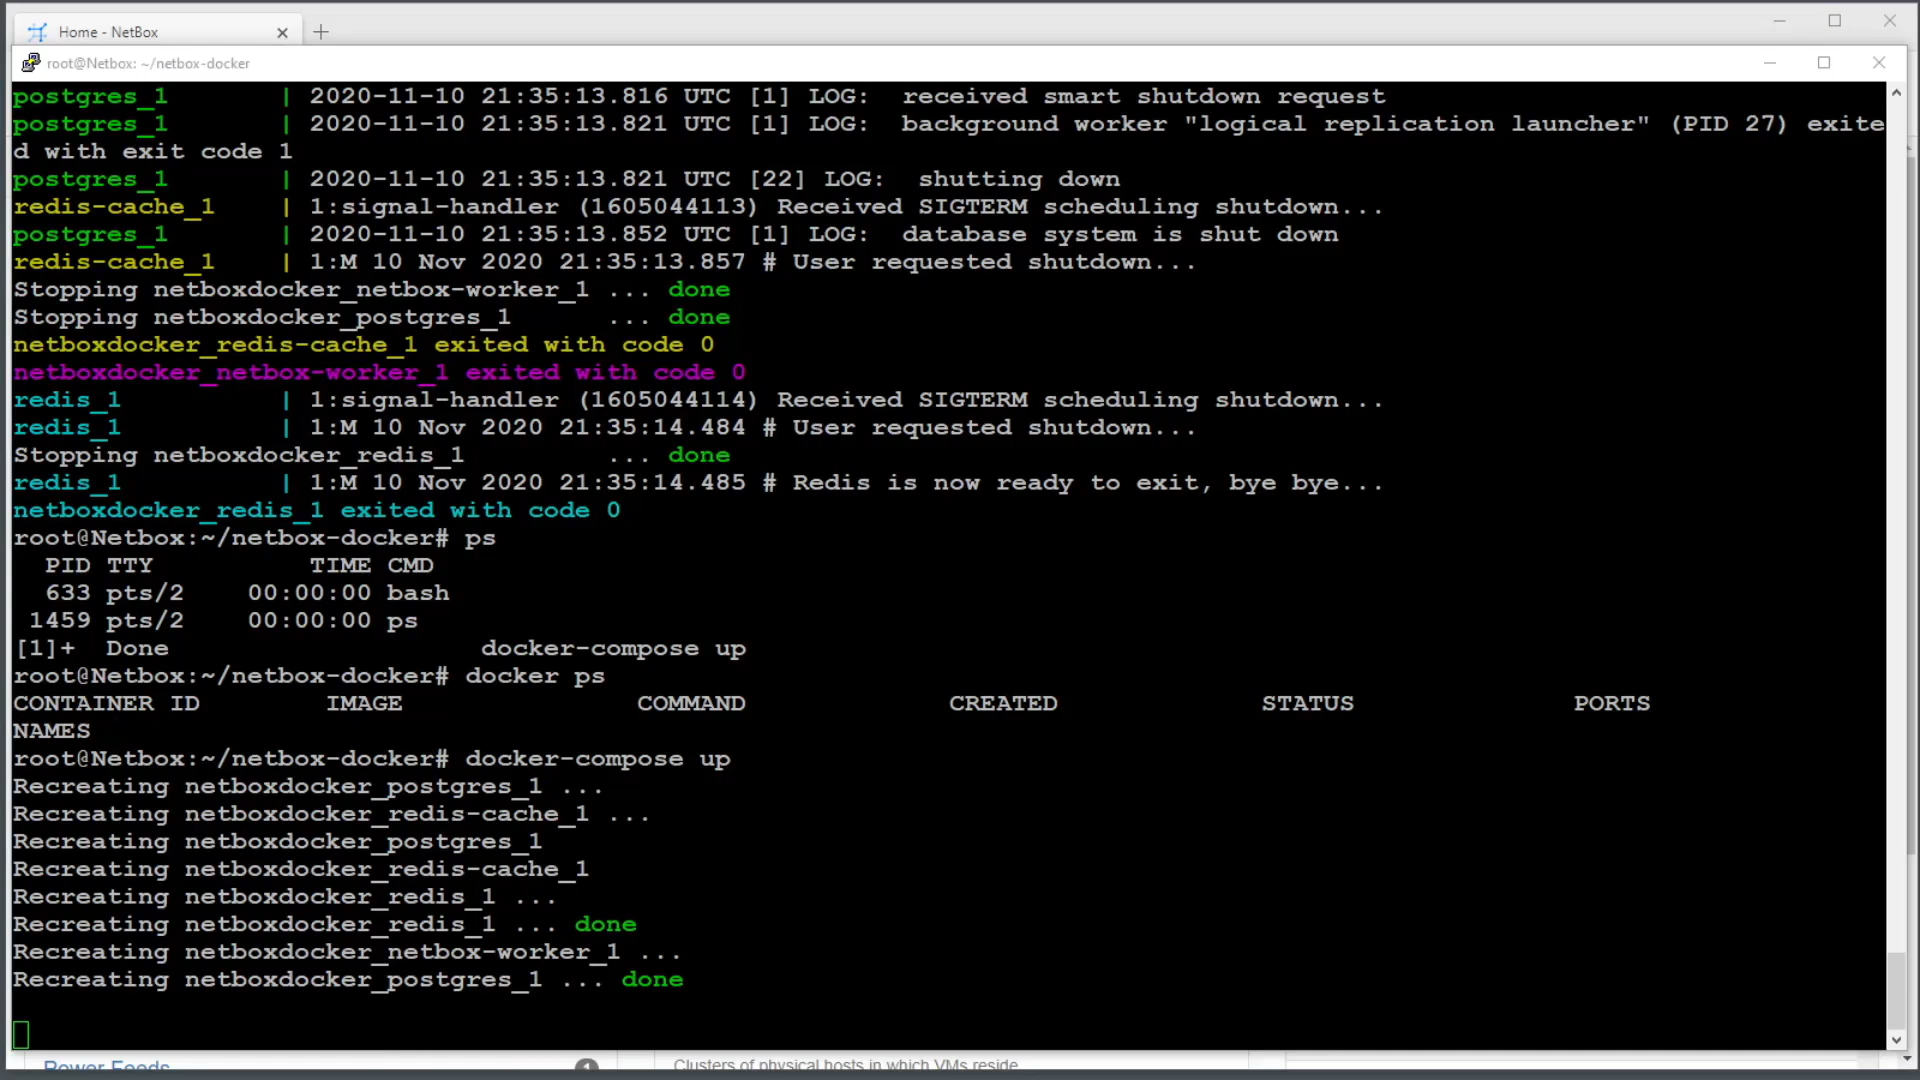 Home - NetBox
root@Netbox: ~/netbox-docker
postgres_1       | 2020-11-10 21:35:13.816 UTC [1] LOG:  received smart shutdown request
postgres_1       | 2020-11-10 21:35:13.821 UTC [1] LOG:  background worker "logical replication launcher" (PID 27) exite
d with exit code 1
postgres_1       | 2020-11-10 21:35:13.821 UTC [22] LOG:  shutting down
redis-cache_1    | 1:signal-handler (1605044113) Received SIGTERM scheduling shutdown...
postgres_1       | 2020-11-10 21:35:13.852 UTC [1] LOG:  database system is shut down
redis-cache_1    | 1:M 10 Nov 2020 21:35:13.857 # User requested shutdown...
Stopping netboxdocker_netbox-worker_1 ... done
Stopping netboxdocker_postgres_1      ... done
netboxdocker_redis-cache_1 exited with code 0
netboxdocker_netbox-worker_1 exited with code 0
redis_1          | 1:signal-handler (1605044114) Received SIGTERM scheduling shutdown...
redis_1          | 1:M 10 Nov 2020 21:35:14.484 # User requested shutdown...
Stopping netboxdocker_redis_1         ... done
redis_1          | 1:M 10 Nov 2020 21:35:14.485 # Redis is now ready to exit, bye bye...
netboxdocker_redis_1 exited with code 0
root@Netbox:~/netbox-docker# ps
  PID TTY          TIME CMD
  633 pts/2    00:00:00 bash
 1459 pts/2    00:00:00 ps
[1]+  Done                    docker-compose up
root@Netbox:~/netbox-docker# docker ps
CONTAINER ID        IMAGE               COMMAND             CREATED             STATUS              PORTS
NAMES
root@Netbox:~/netbox-docker# docker-compose up
Recreating netboxdocker_postgres_1 ...
Recreating netboxdocker_redis-cache_1 ...
Recreating netboxdocker_postgres_1
Recreating netboxdocker_redis-cache_1
Recreating netboxdocker_redis_1 ...
Recreating netboxdocker_redis_1 ... done
Recreating netboxdocker_netbox-worker_1 ...
Recreating netboxdocker_postgres_1 ... done
Power Feeds
Clusters of physical hosts in which VMs reside